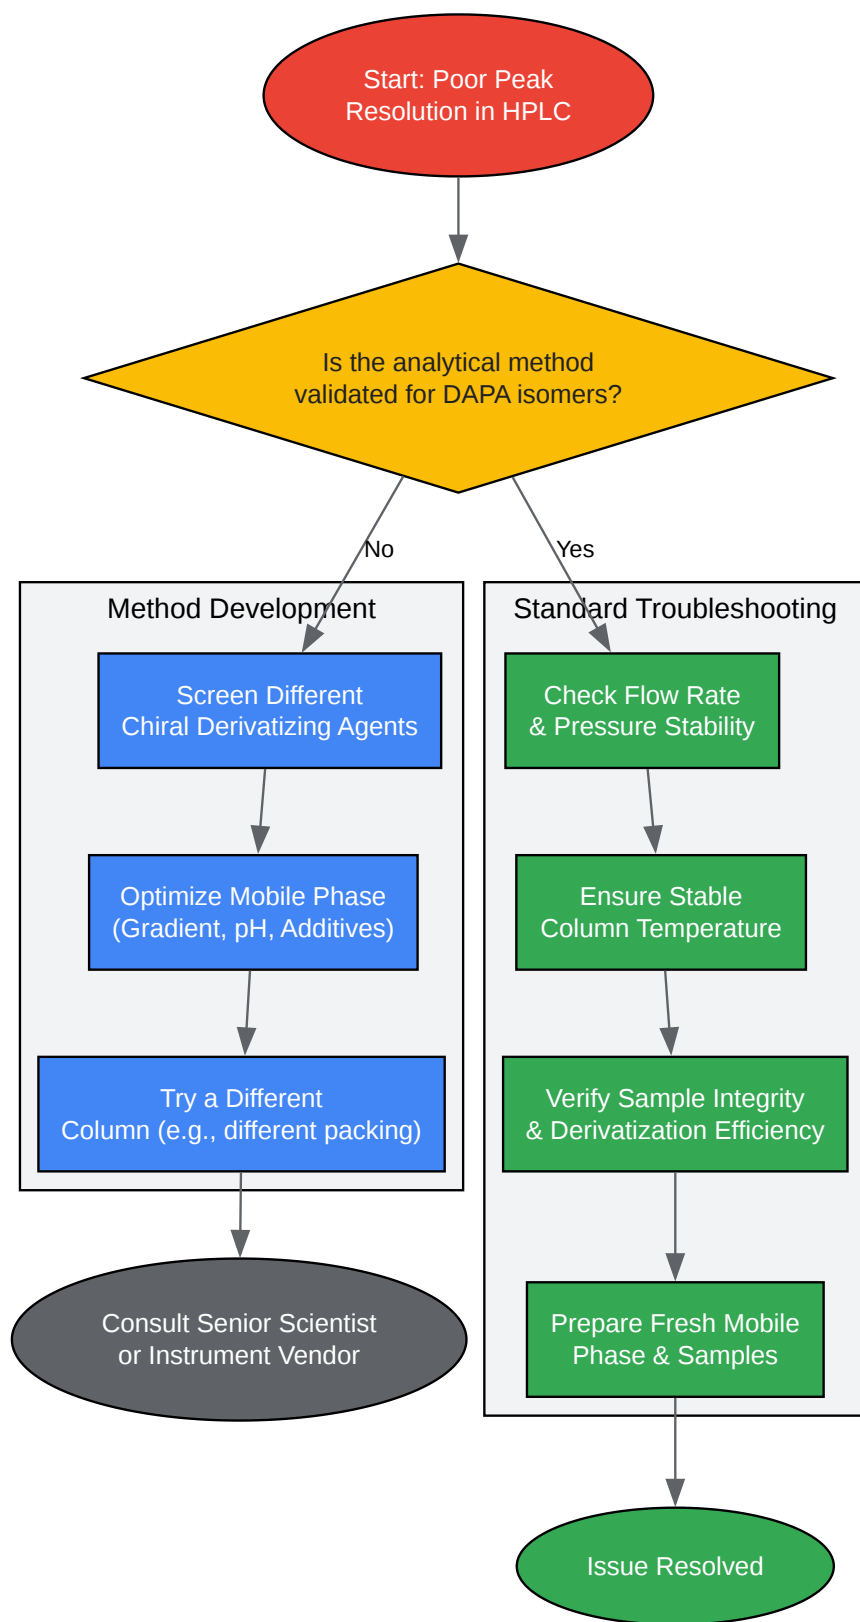 Start: Poor Peak
Resolution in HPLC
Is the analytical method
validated for DAPA isomers?
No
Yes
Method Development
Screen Different
Chiral Derivatizing Agents
Optimize Mobile Phase
(Gradient, pH, Additives)
Try a Different
Column (e.g., different packing)
Consult Senior Scientist
or Instrument Vendor
Standard Troubleshooting
Check Flow Rate
& Pressure Stability
Ensure Stable
Column Temperature
Verify Sample Integrity
& Derivatization Efficiency
Prepare Fresh Mobile
Phase & Samples
Issue Resolved